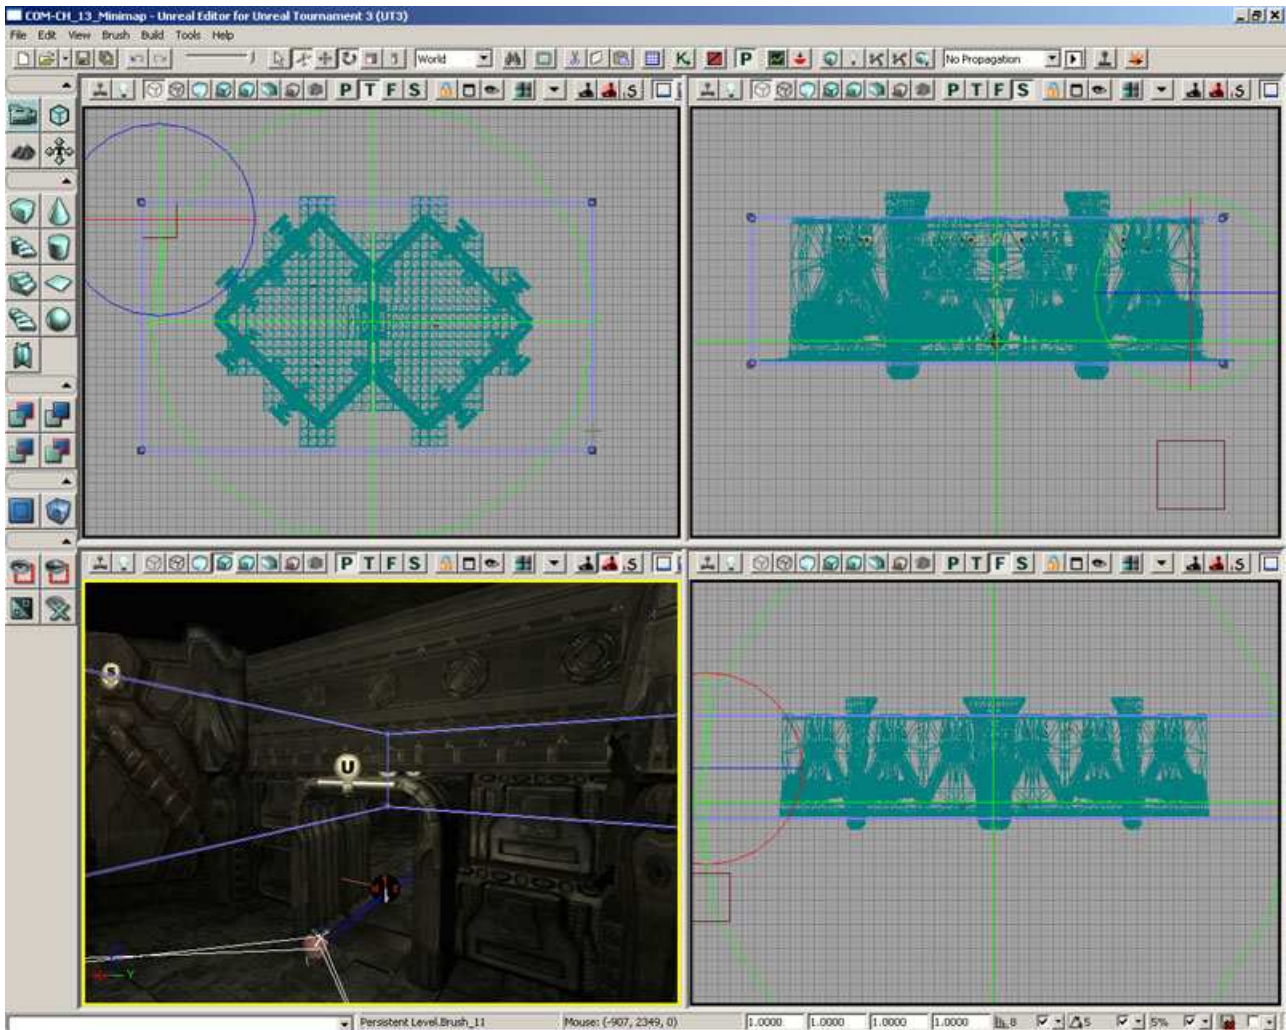 COM-CH_13_Minimap - Unreal Editor for Unreal Tournament 3 (UT3)
File Edit View Brush Build Tools Help
World
P
No Propagation
P T F S
S
P T F S
S
P T F S
S
P T F S
S
U
Y
Persistent Level.Brush_11
Mouse: (-907, 2349, 0)
1.0000 1.0000 1.0000 1.0000 8 5 5%